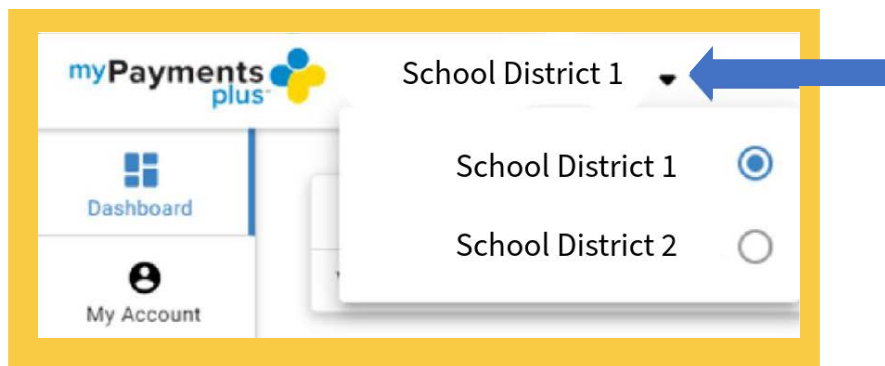 myPayments
plus
School District 1
School District 1
School District 2
Dashboard
My Account